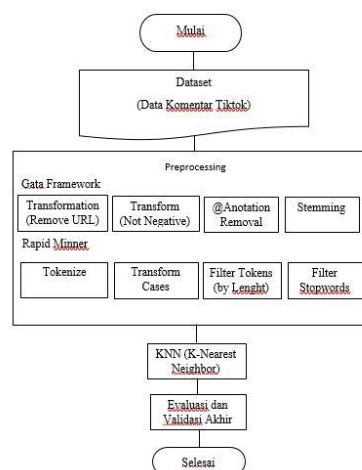 Mulai
Dataset
(Data Komentar Tiktok)
Preprocessing
Gata Framework
Transformation
(Remove URL)
Transform
(Not Negative)
@Anotation
Removal
Stemming
Rapid Minner
Tokenize
Transform
Cases
Filter Tokens
(by Lenght)
Filter
Stopwords
KNN (K-Nearest
Neighbor)
Evaluasi dan
Validasi Akhir
Selesai